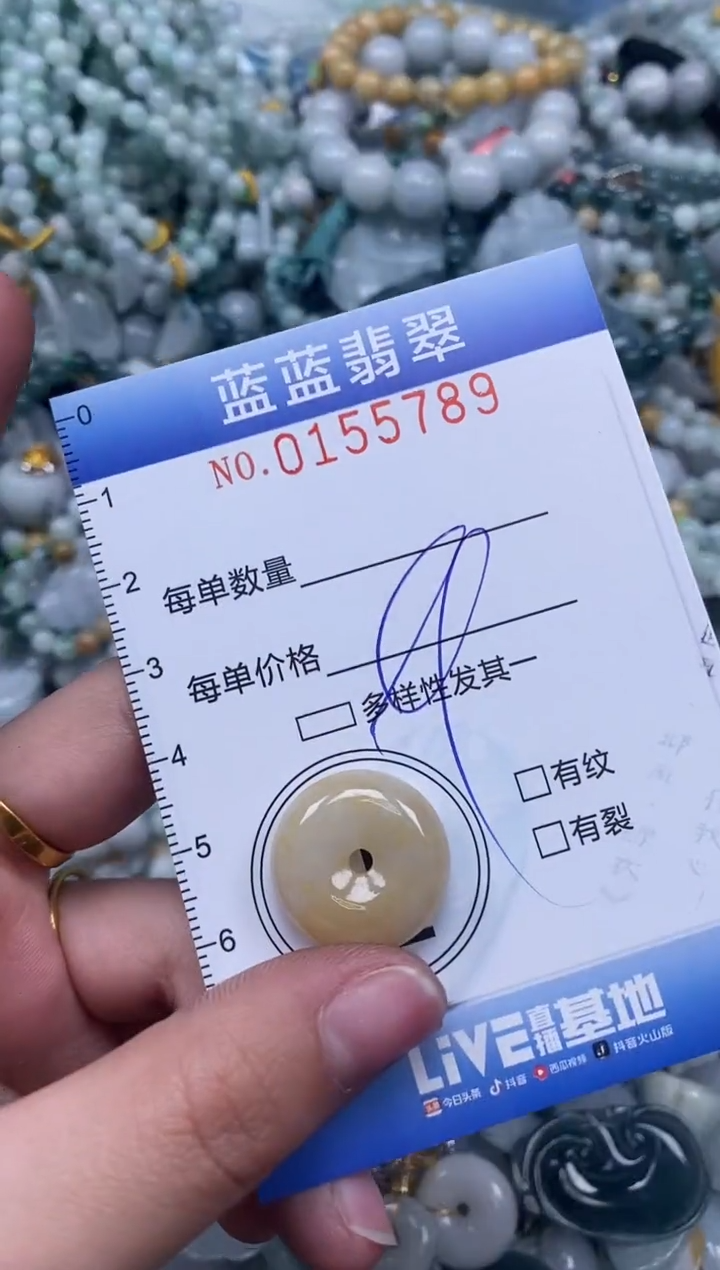 蓝蓝翡翠
NO.0155789
0
1
2
3
4
5
6
每单数量
每单价格
多样性发其一
有纹
有裂
LiVE直播基地
今日头条 抖音 西瓜视频 抖音火山版